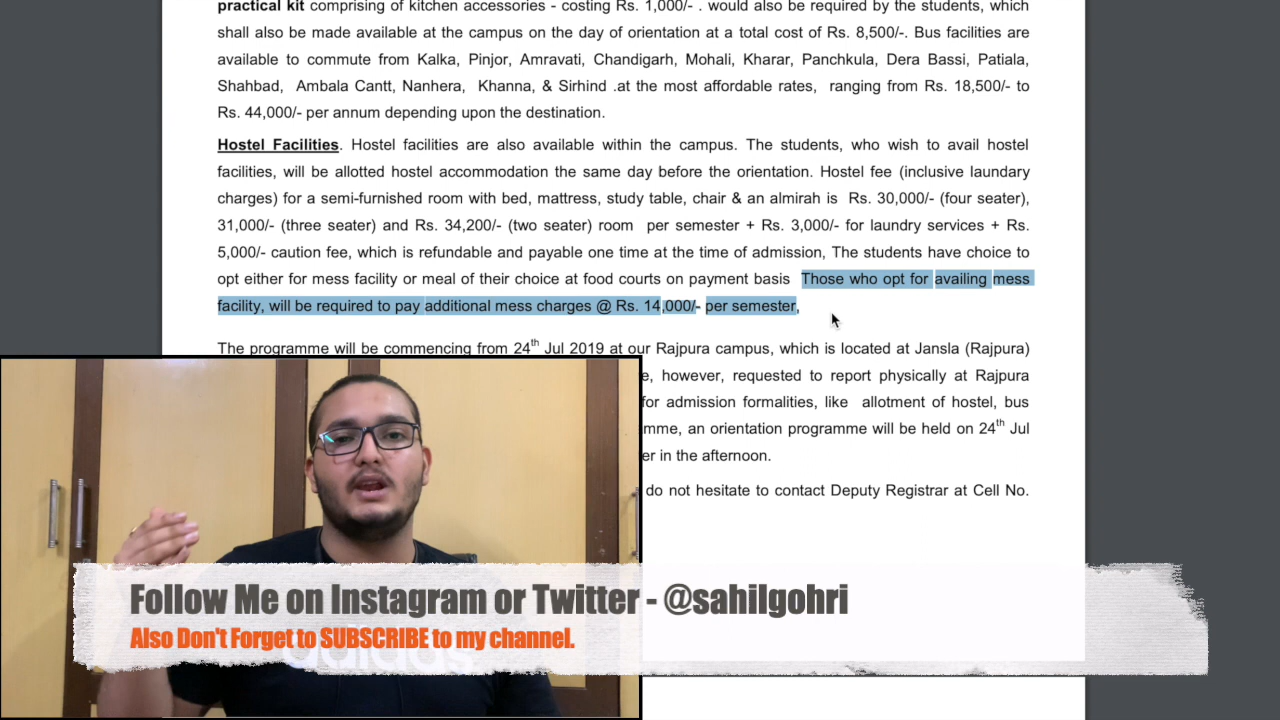 practical kit comprising of kitchen accessories - costing Rs. 1,000/- . would also be required by the students, which
shall also be made available at the campus on the day of orientation at a total cost of Rs. 8,500/-. Bus facilities are
available to commute from Kalka, Pinjor, Amravati, Chandigarh, Mohali, Kharar, Panchkula, Dera Bassi, Patiala,
Shahbad, Ambala Cantt, Nanhera, Khanna, & Sirhind .at the most affordable rates, ranging from Rs. 18,500/- to
Rs. 44,000/- per annum depending upon the destination.
Hostel Facilities. Hostel facilities are also available within the campus. The students, who wish to avail hostel
facilities, will be allotted hostel accommodation the same day before the orientation. Hostel fee (inclusive laundary
charges) for a semi-furnished room with bed, mattress, study table, chair & an almirah is Rs. 30,000/- (four seater),
31,000/- (three seater) and Rs. 34,200/- (two seater) room per semester + Rs. 3,000/- for laundry services + Rs.
5,000/- caution fee, which is refundable and payable one time at the time of admission, The students have choice to
opt either for mess facility or meal of their choice at food courts on payment basis Those who opt for availing mess
facility, will be required to pay additional mess charges @ Rs. 14,000/- per semester,
The programme will be commencing from 24th Jul 2019 at our Rajpura campus, which is located at Jansla (Rajpura)
, however, requested to report physically at Rajpura
for admission formalities, like allotment of hostel, bus
, an orientation programme will be held on 24th Jul
in the afternoon.
do not hesitate to contact Deputy Registrar at Cell No.
Follow Me on Instagram or Twitter - @sahilgohri
Also Don't Forget to SUBSCRIBE to my channel.
adidas